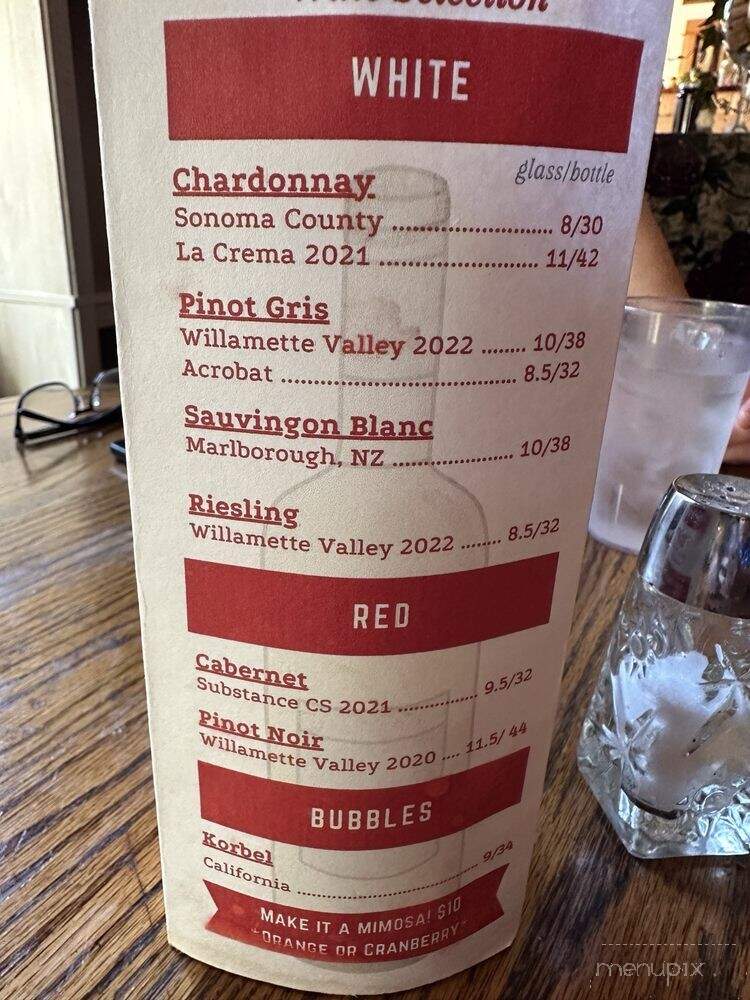 Wine Selection
WHITE
glass/bottle
Chardonnay
Sonoma County ........................... 8/30
La Crema 2021 ........................... 11/42
Pinot Gris
Willamette Valley 2022 ........ 10/38
Acrobat ........................................ 8.5/32
Sauvingon Blanc
Marlborough, NZ ..................... 10/38
Riesling
Willamette Valley 2022 ........ 8.5/32
RED
Cabernet
Substance CS 2021 ................ 9.5/32
Pinot Noir
Willamette Valley 2020 .... 11.5/ 44
BUBBLES
Korbel
California ........................................ 9/34
MAKE IT A MIMOSA! $10
*ORANGE OR CRANBERRY*
menupix